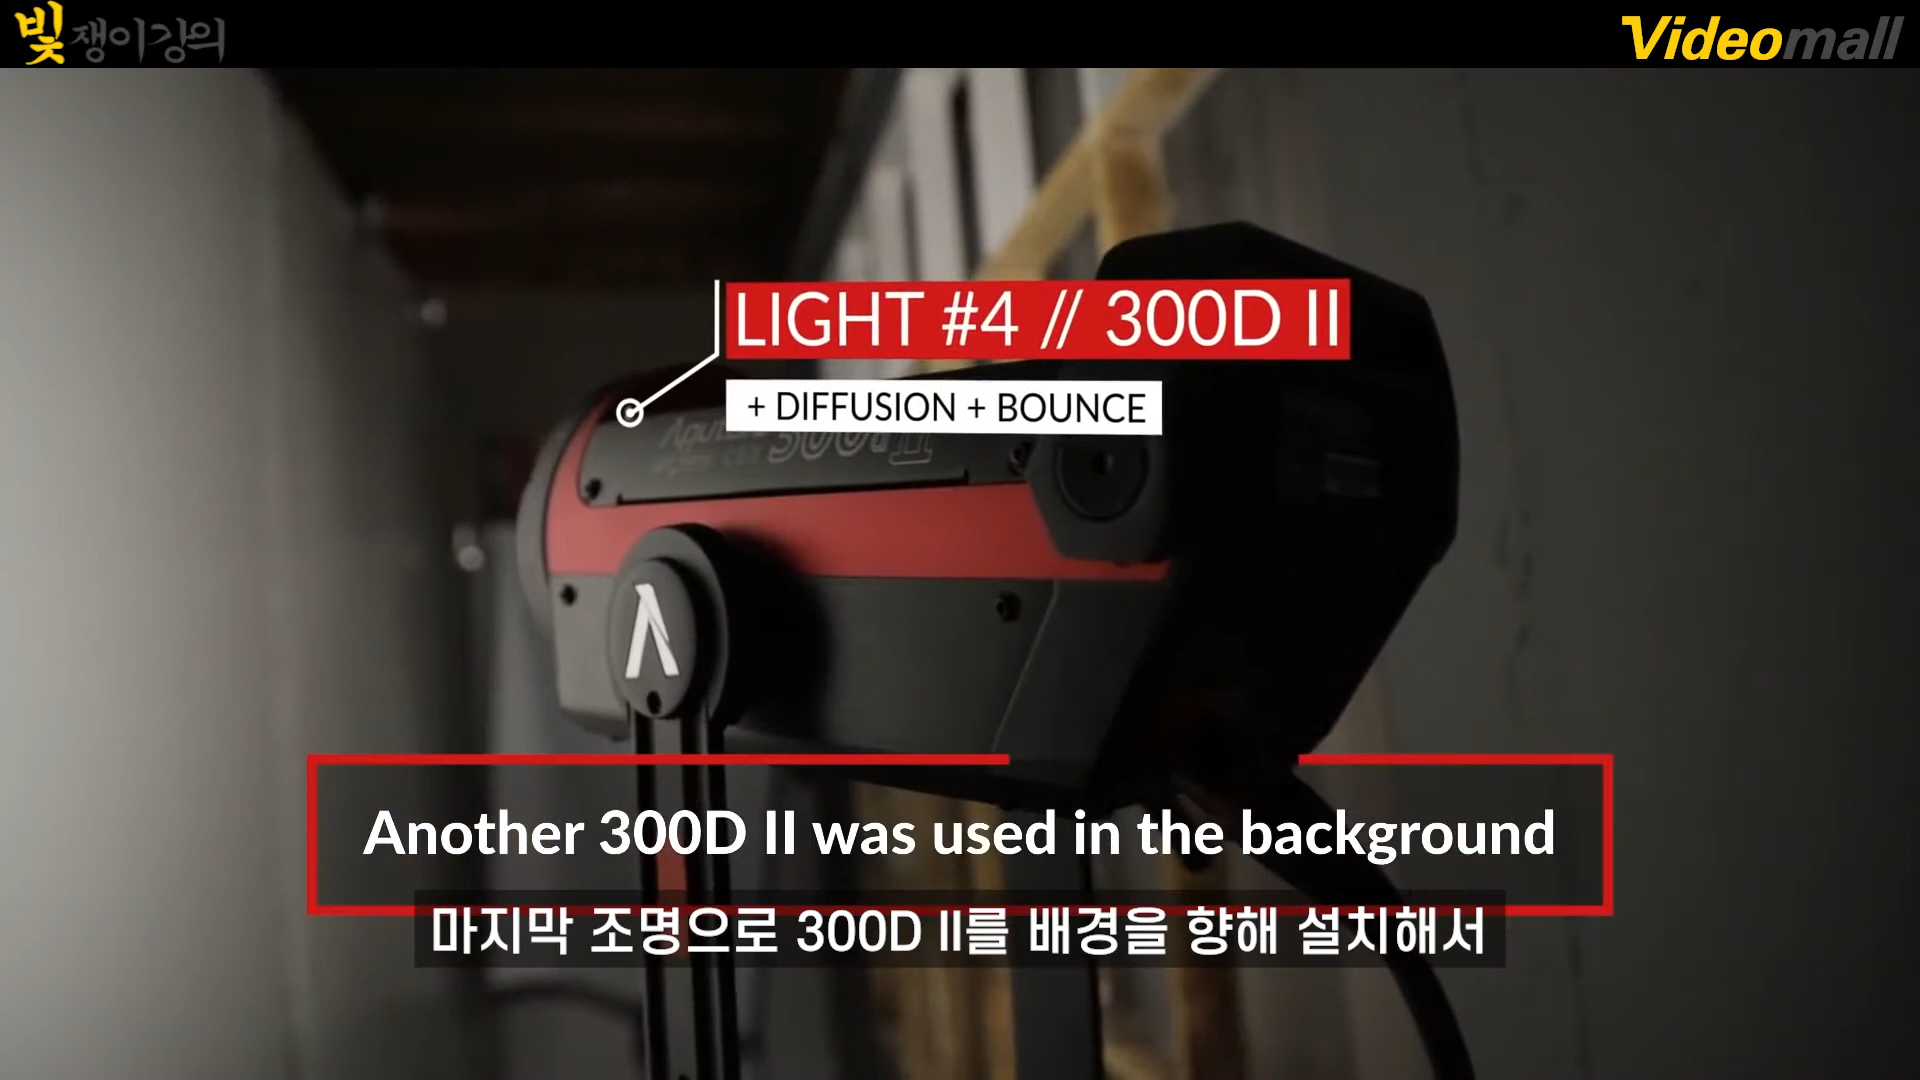 빛쟁이강의
Videomall
LIGHT #4 // 300D II
+ DIFFUSION + BOUNCE
300d II
Another 300D II was used in the background
마지막 조명으로 300D II를 배경을 향해 설치해서